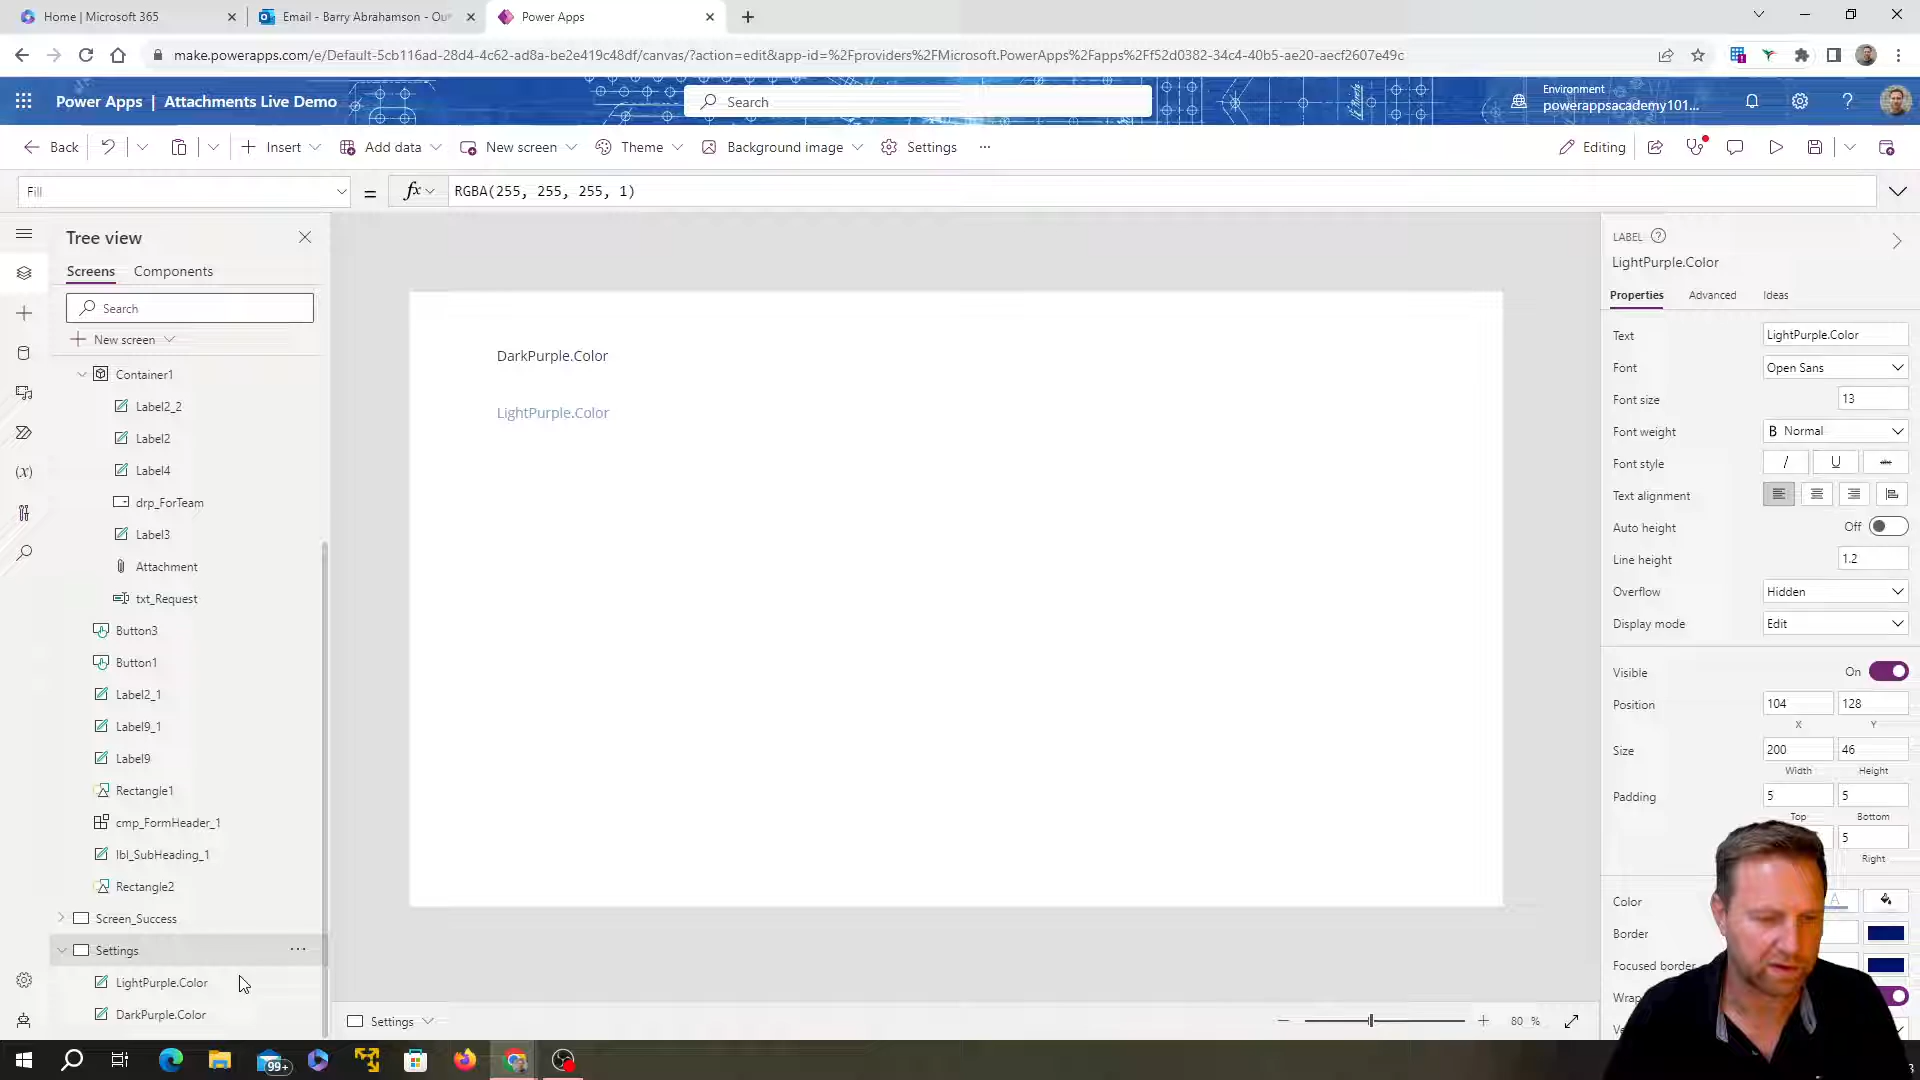 Home | Microsoft 365
Email - Barry Abrahamson - Ou
Power Apps
make.powerapps.com/e/Default-5cb116ad-28d4-4c62-ad8a-be2e419c48df/canvas/?action=edit&app-id=%2Fproviders%2FMicrosoft.PowerApps%2Fapps%2Ff52d0382-34c4-40b5-ae20-aecf2607e49c
Power Apps | Attachments Live Demo
Search
Environment
powerappsacademy101...
Back
Insert
Add data
New screen
Theme
Background image
Settings
Editing
Fill
= fx
RGBA(255, 255, 255, 1)
Tree view
Screens
Components
Search
New screen
Container1
Label2_2
Label2
Label4
drp_ForTeam
Label3
Attachment
txt_Request
Button3
Button1
Label2_1
Label9_1
Label9
Rectangle1
cmp_FormHeader_1
lbl_SubHeading_1
Rectangle2
Screen_Success
Settings
LightPurple.Color
DarkPurple.Color
DarkPurple.Color
LightPurple.Color
Settings
80 %
LABEL
LightPurple.Color
Properties
Advanced
Ideas
Text LightPurple.Color
Font Open Sans
Font size 13
Font weight B Normal
Font style / U abc
Text alignment
Auto height Off
Line height 1.2
Overflow Hidden
Display mode Edit
Visible On
Position 104 128
X Y
Size 200 46
Width Height
Padding 5 5
Top Bottom
5
Right
Color A
Border
Focused border
Wrap
99+